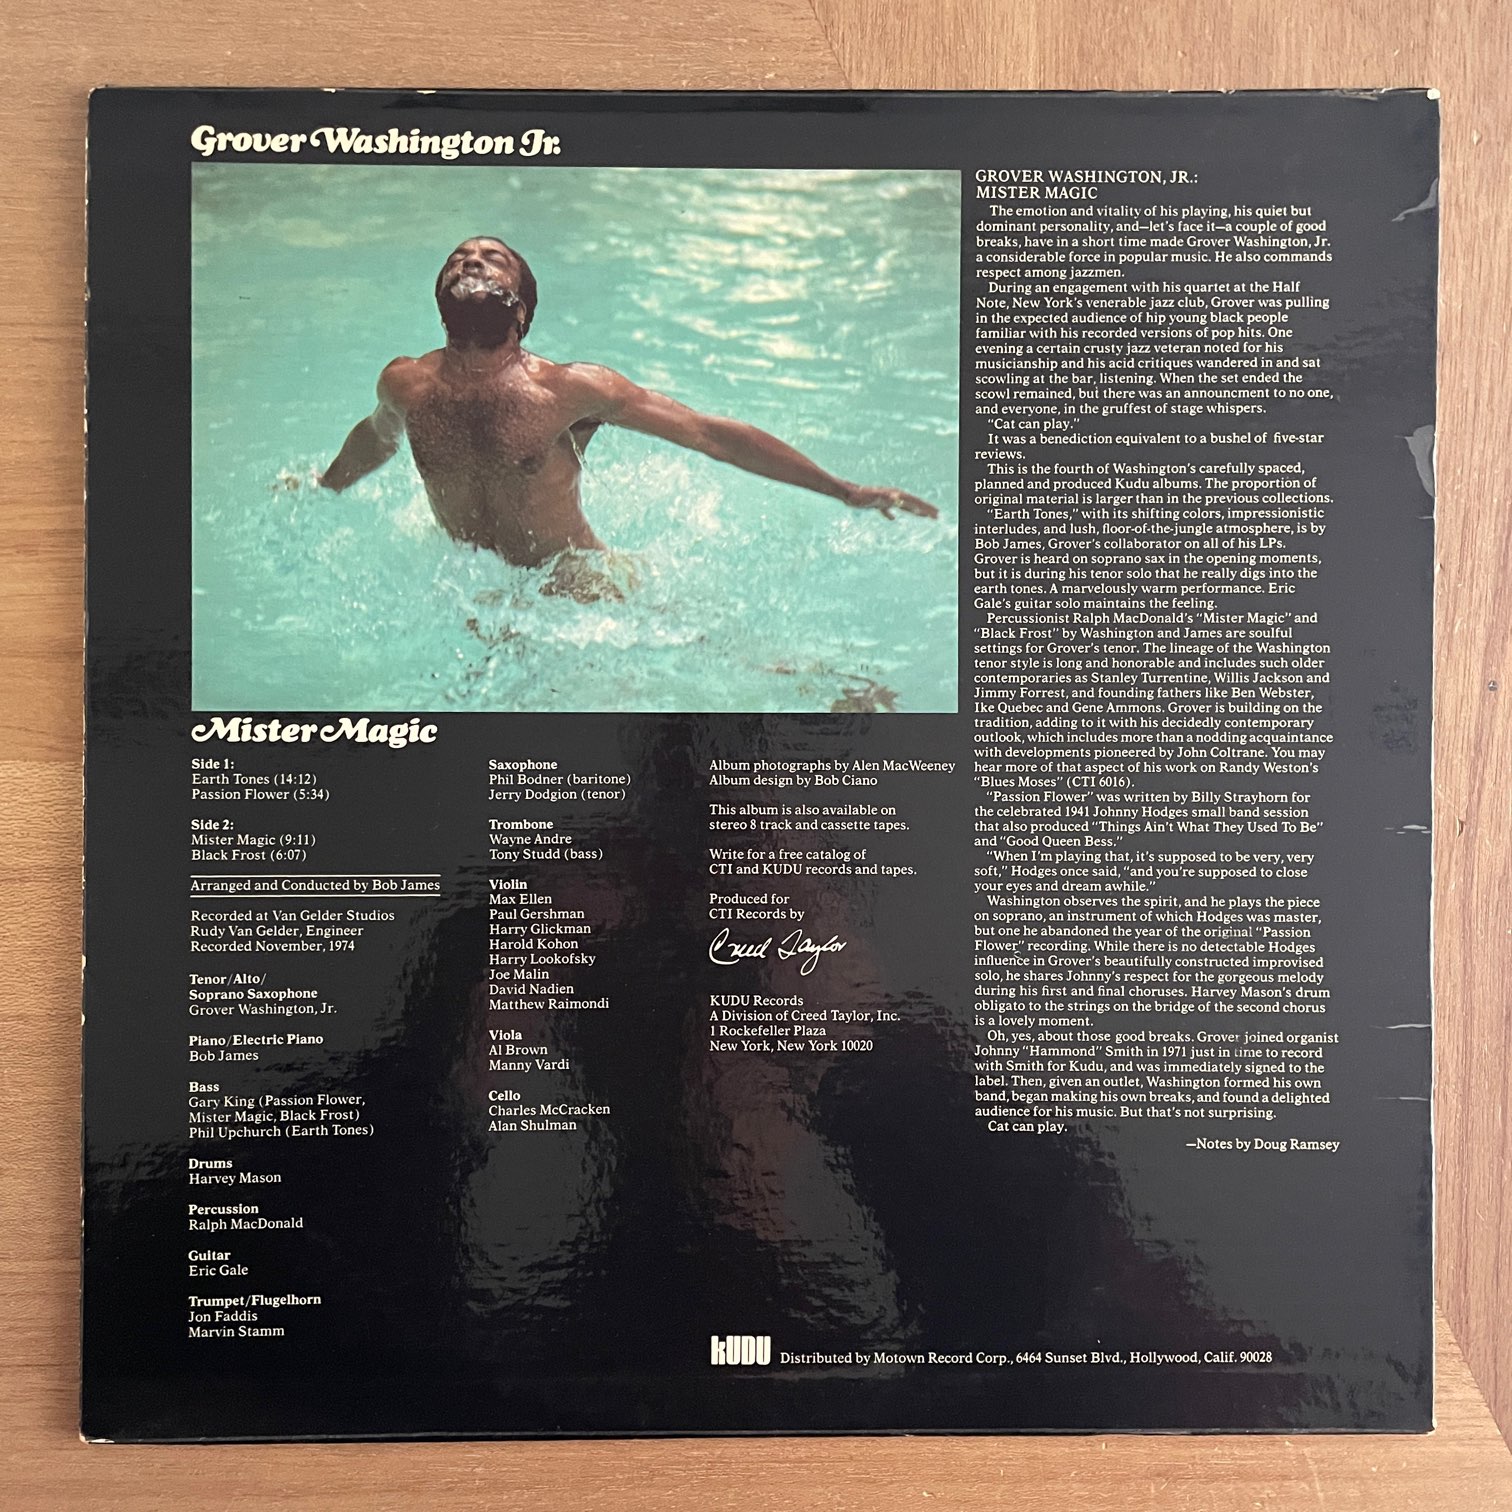 Grover Washington Jr.
Mister Magic
Side 1:
Earth Tones (14:12)
Passion Flower (5:34)
Side 2:
Mister Magic (9:11)
Black Frost (6:07)
Arranged and Conducted by Bob James
Recorded at Van Gelder Studios
Rudy Van Gelder, Engineer
Recorded November, 1974
Tenor/Alto/
Soprano Saxophone
Grover Washington, Jr.
Piano/Electric Piano
Bob James
Bass
Gary King (Passion Flower,
Mister Magic, Black Frost)
Phil Upchurch (Earth Tones)
Drums
Harvey Mason
Percussion
Ralph MacDonald
Guitar
Eric Gale
Trumpet/Flugelhorn
Jon Faddis
Marvin Stamm
Saxophone
Phil Bodner (baritone)
Jerry Dodgion (tenor)
Trombone
Wayne Andre
Tony Studd (bass)
Violin
Max Ellen
Paul Gershman
Harry Glickman
Harold Kohon
Harry Lookofsky
Joe Malin
David Nadien
Matthew Raimondi
Viola
Al Brown
Manny Vardi
Cello
Charles McCracken
Alan Shulman
Album photographs by Alen MacWeeney
Album design by Bob Ciano
This album is also available on
stereo 8 track and cassette tapes.
Write for a free catalog of
CTI and KUDU records and tapes.
Produced for
CTI Records by
Creed Taylor
KUDU Records
A Division of Creed Taylor, Inc.
1 Rockefeller Plaza
New York, New York 10020
GROVER WASHINGTON, JR.:
MISTER MAGIC
The emotion and vitality of his playing, his quiet but
dominant personality, and—let's face it—a couple of good
breaks, have in a short time made Grover Washington, Jr.
a considerable force in popular music. He also commands
respect among jazzmen.
During an engagement with his quartet at the Half
Note, New York's venerable jazz club, Grover was pulling
in the expected audience of hip young black people
familiar with his recorded versions of pop hits. One
evening a certain crusty jazz veteran noted for his
musicianship and his acid critiques wandered in and sat
scowling at the bar, listening. When the set ended the
scowl remained, but there was an announcment to no one,
and everyone, in the gruffest of stage whispers.
"Cat can play."
It was a benediction equivalent to a bushel of five-star
reviews.
This is the fourth of Washington's carefully spaced,
planned and produced Kudu albums. The proportion of
original material is larger than in the previous collections.
"Earth Tones," with its shifting colors, impressionistic
interludes, and lush, floor-of-the-jungle atmosphere, is by
Bob James, Grover's collaborator on all of his LPs.
Grover is heard on soprano sax in the opening moments,
but it is during his tenor solo that he really digs into the
earth tones. A marvelously warm performance. Eric
Gale's guitar solo maintains the feeling.
Percussionist Ralph MacDonald's "Mister Magic" and
"Black Frost" by Washington and James are soulful
settings for Grover's tenor. The lineage of the Washington
tenor style is long and honorable and includes such older
contemporaries as Stanley Turrentine, Willis Jackson and
Jimmy Forrest, and founding fathers like Ben Webster,
Ike Quebec and Gene Ammons. Grover is building on the
tradition, adding to it with his decidedly contemporary
outlook, which includes more than a nodding acquaintance
with developments pioneered by John Coltrane. You may
hear more of that aspect of his work on Randy Weston's
"Blues Moses" (CTI 6016).
"Passion Flower" was written by Billy Strayhorn for
the celebrated 1941 Johnny Hodges small band session
that also produced "Things Ain't What They Used To Be"
and "Good Queen Bess."
"When I'm playing that, it's supposed to be very, very
soft," Hodges once said, "and you're supposed to close
your eyes and dream awhile."
Washington observes the spirit, and he plays the piece
on soprano, an instrument of which Hodges was master,
but one he abandoned the year of the original "Passion
Flower" recording. While there is no detectable Hodges
influence in Grover's beautifully constructed improvised
solo, he shares Johnny's respect for the gorgeous melody
during his first and final choruses. Harvey Mason's drum
obligato to the strings on the bridge of the second chorus
is a lovely moment.
Oh, yes, about those good breaks. Grover joined organist
Johnny "Hammond" Smith in 1971 just in time to record
with Smith for Kudu, and was immediately signed to the
label. Then, given an outlet, Washington formed his own
band, began making his own breaks, and found a delighted
audience for his music. But that's not surprising.
Cat can play.
—Notes by Doug Ramsey
KUDU Distributed by Motown Record Corp., 6464 Sunset Blvd., Hollywood, Calif. 90028